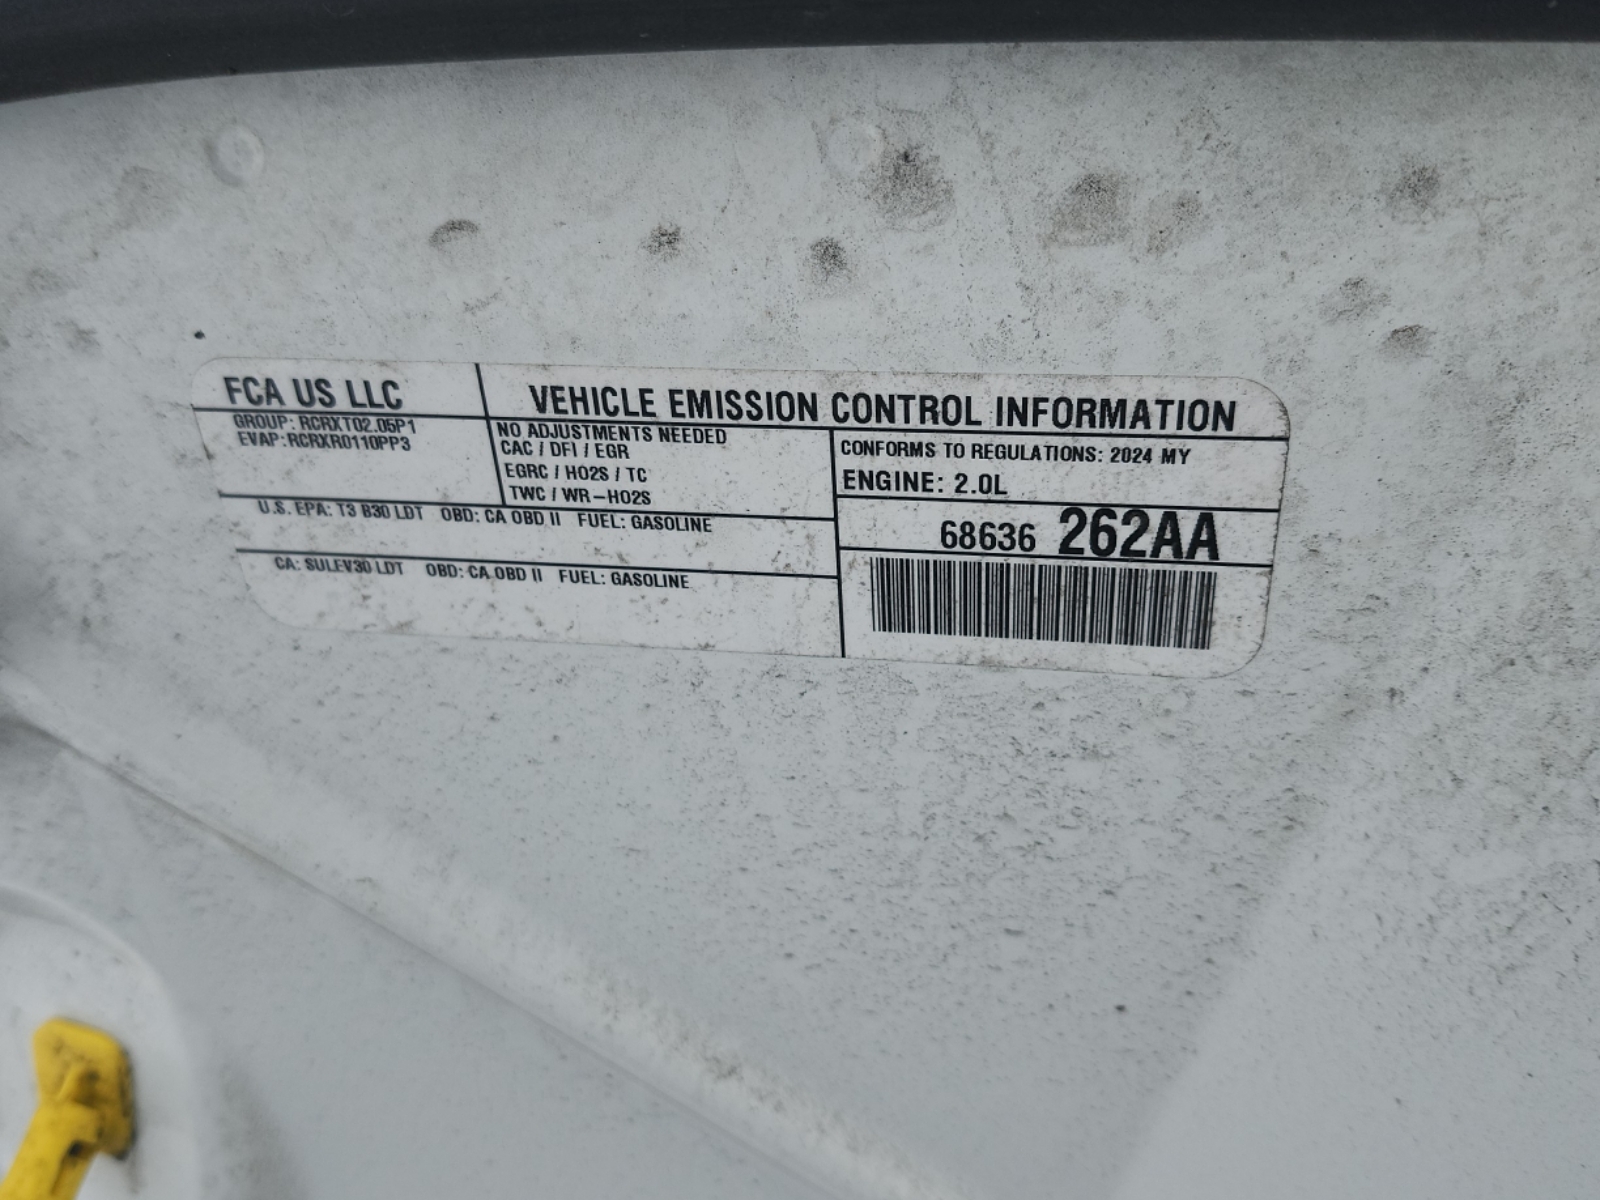 FCA US LLC
VEHICLE EMISSION CONTROL INFORMATION
GROUP: RCRXT02.05P1
EVAP:RCRXR0110PP3
NO ADJUSTMENTS NEEDED
CAC / DFI / EGR
EGRC / HO2S / TC
TWC / WR-HO2S
CONFORMS TO REGULATIONS: 2024 MY
ENGINE: 2.0L
U.S. EPA: T3 B30 LDT OBD: CA OBD II FUEL: GASOLINE
CA: SULEV30 LDT OBD: CA OBD II FUEL: GASOLINE
68636 262AA